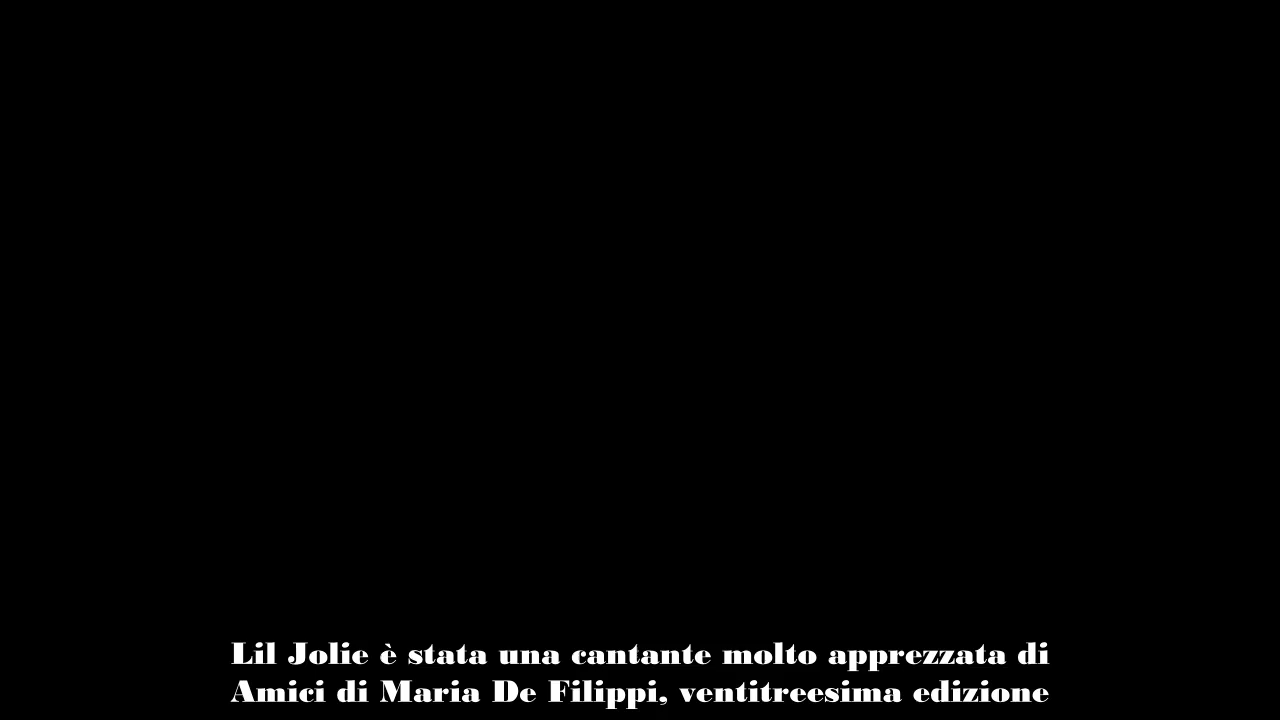 Lil Jolie è stata una cantante molto apprezzata di
Amici di Maria De Filippi, ventitreesima edizione